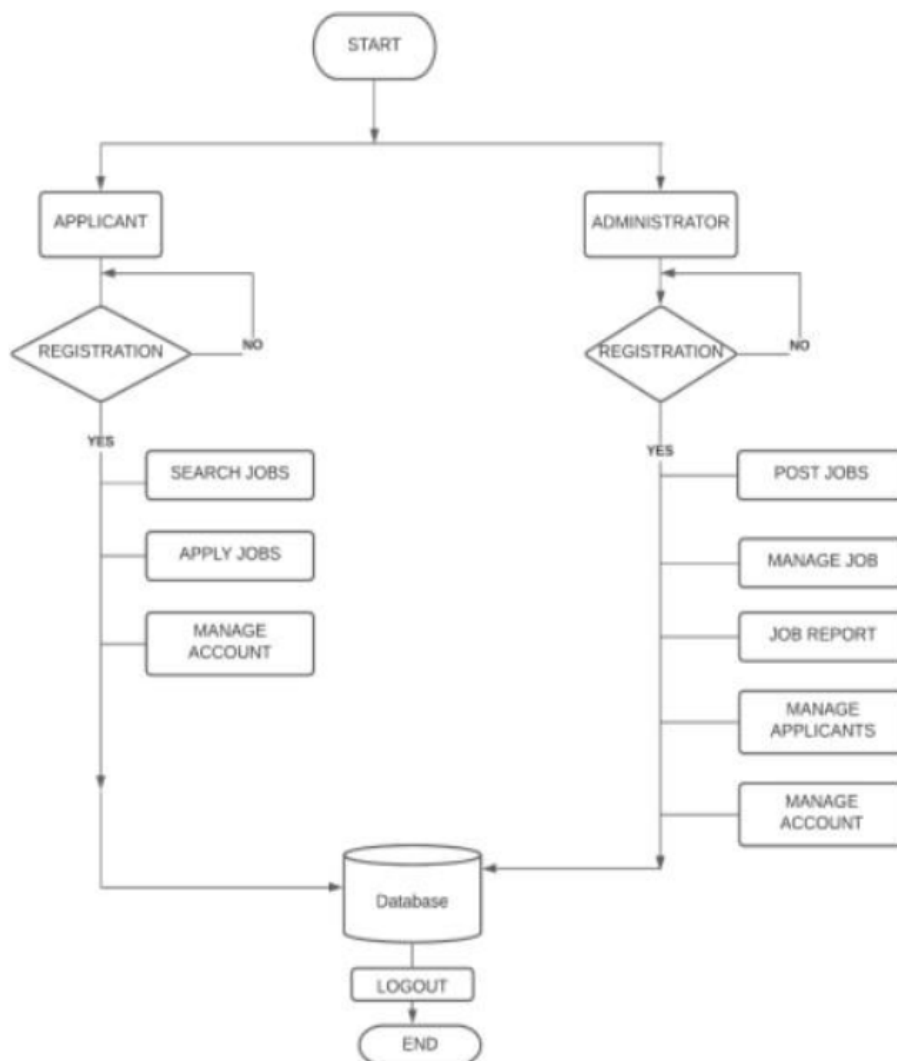 START
APPLICANT
ADMINISTRATOR
REGISTRATION
NO
REGISTRATION
NO
YES
YES
SEARCH JOBS
POST JOBS
APPLY JOBS
MANAGE JOB
MANAGE
ACCOUNT
JOB REPORT
MANAGE
APPLICANTS
MANAGE
ACCOUNT
Database
LOGOUT
END